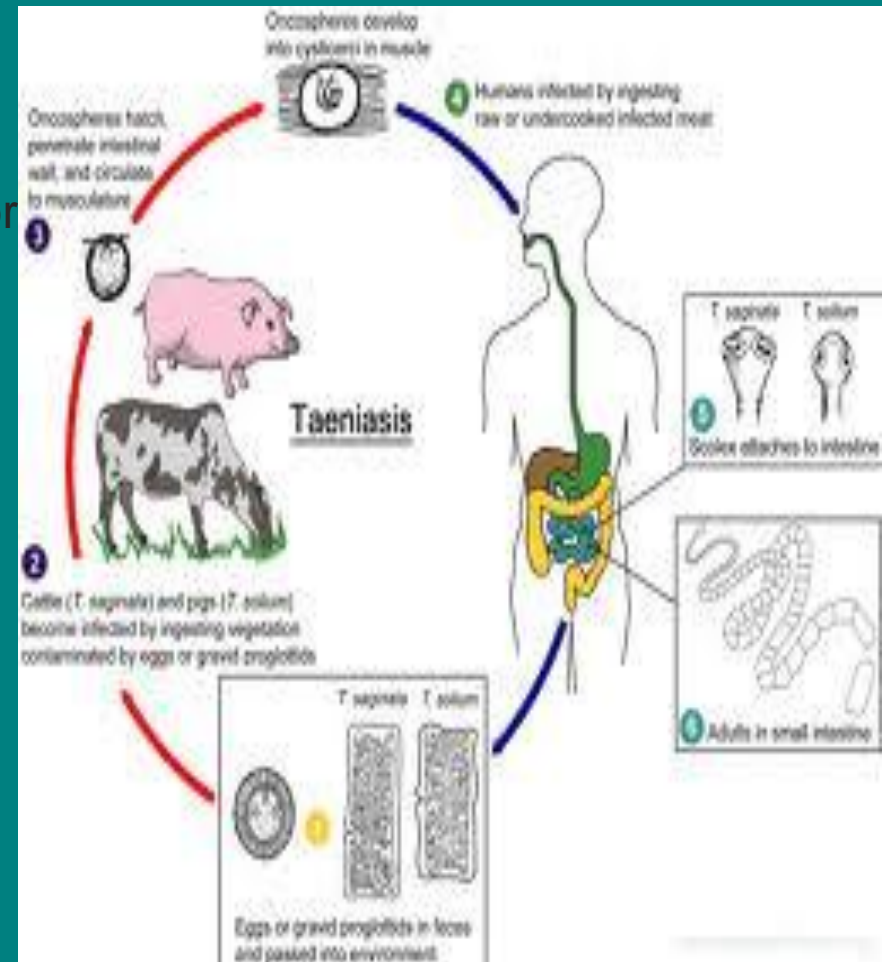 Oncospheres develop
into cysticerci in muscle
4 Humans infected by ingesting
raw or undercooked infected meat
Oncospheres hatch,
penetrate intestinal
wall, and circulate
to musculature
or
3
T. saginata T. solium
5
Scolex attaches to intestine
Taeniasis
2
Cattle (T. saginata) and pigs (T. solium)
become infected by ingesting vegetation
contaminated by eggs or gravid proglottids
6 Adults in small intestine
T. saginata T. solium
1
Eggs or gravid proglottids in feces
and passed into environment